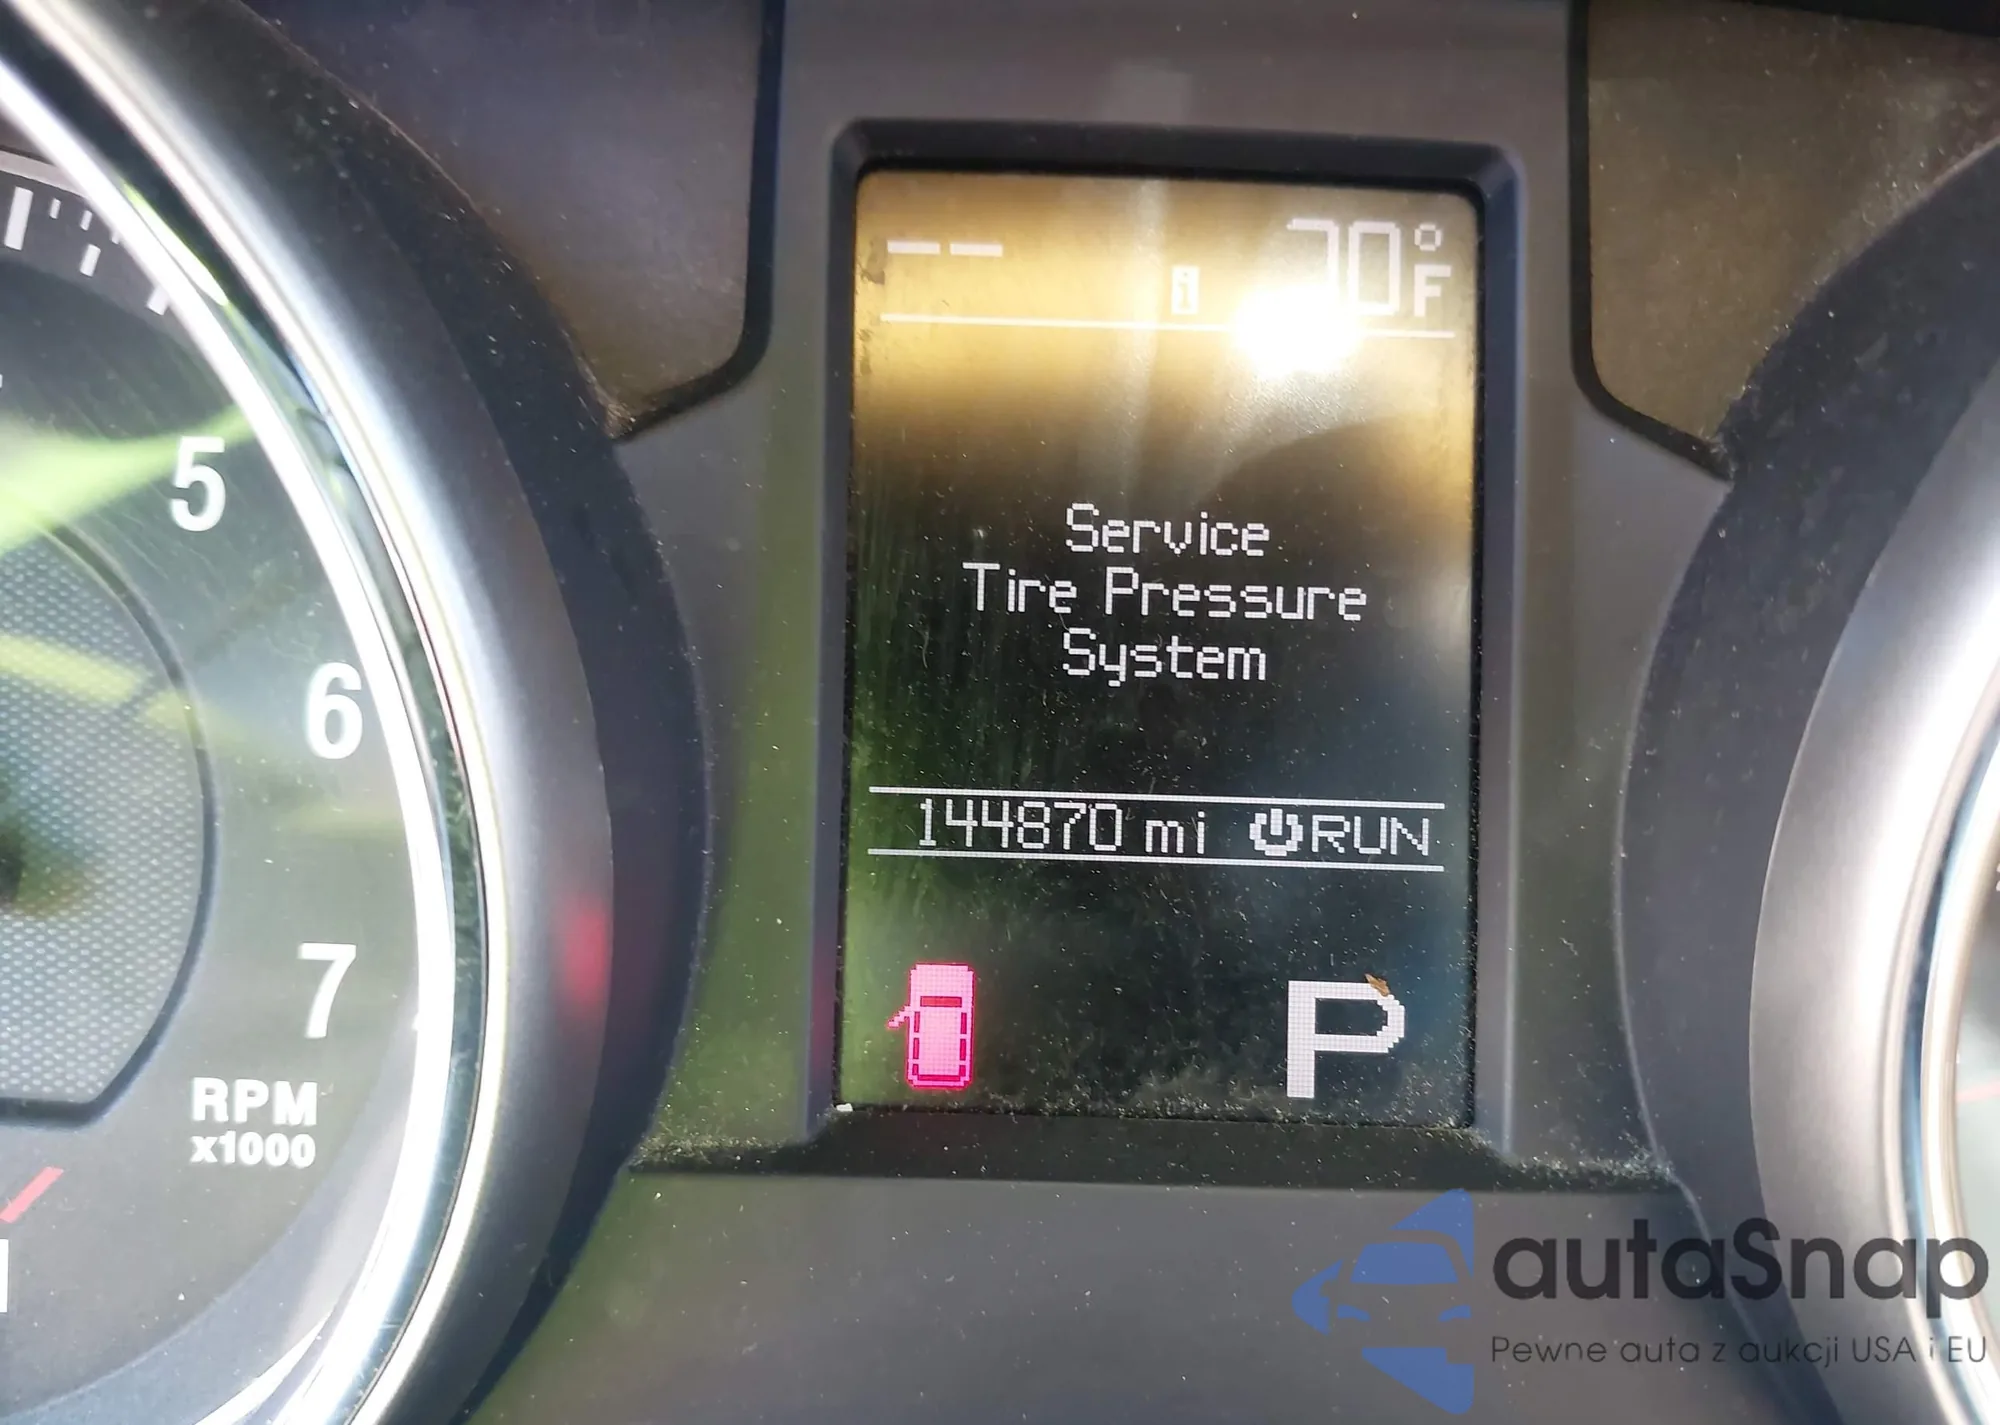 -- i 70°F
Service
Tire Pressure
System
144870 mi RUN
P
5
6
7
RPM
x1000
autaSnap
Pewne auta z aukcji USA i EU